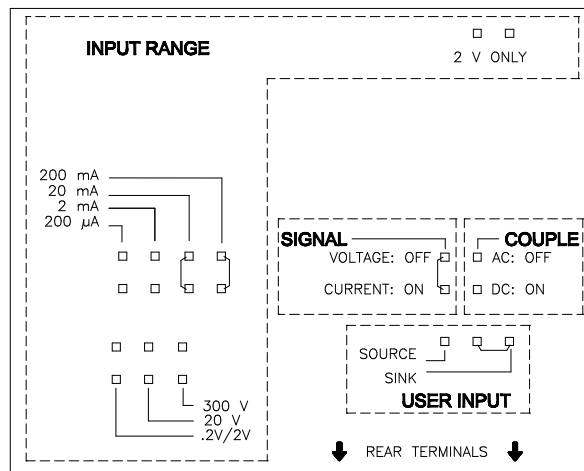 INPUT RANGE
2 V ONLY
200 mA
20 mA
2 mA
200 µA
SIGNAL
VOLTAGE: OFF
CURRENT: ON
COUPLE
AC: OFF
DC: ON
SOURCE
SINK
USER INPUT
300 V
20 V
.2V/2V
REAR TERMINALS